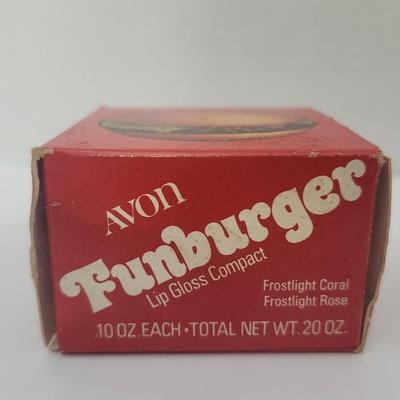 AVON
Funburger
Lip Gloss Compact
Frostlight Coral
Frostlight Rose
.10 OZ. EACH • TOTAL NET WT. .20 OZ.